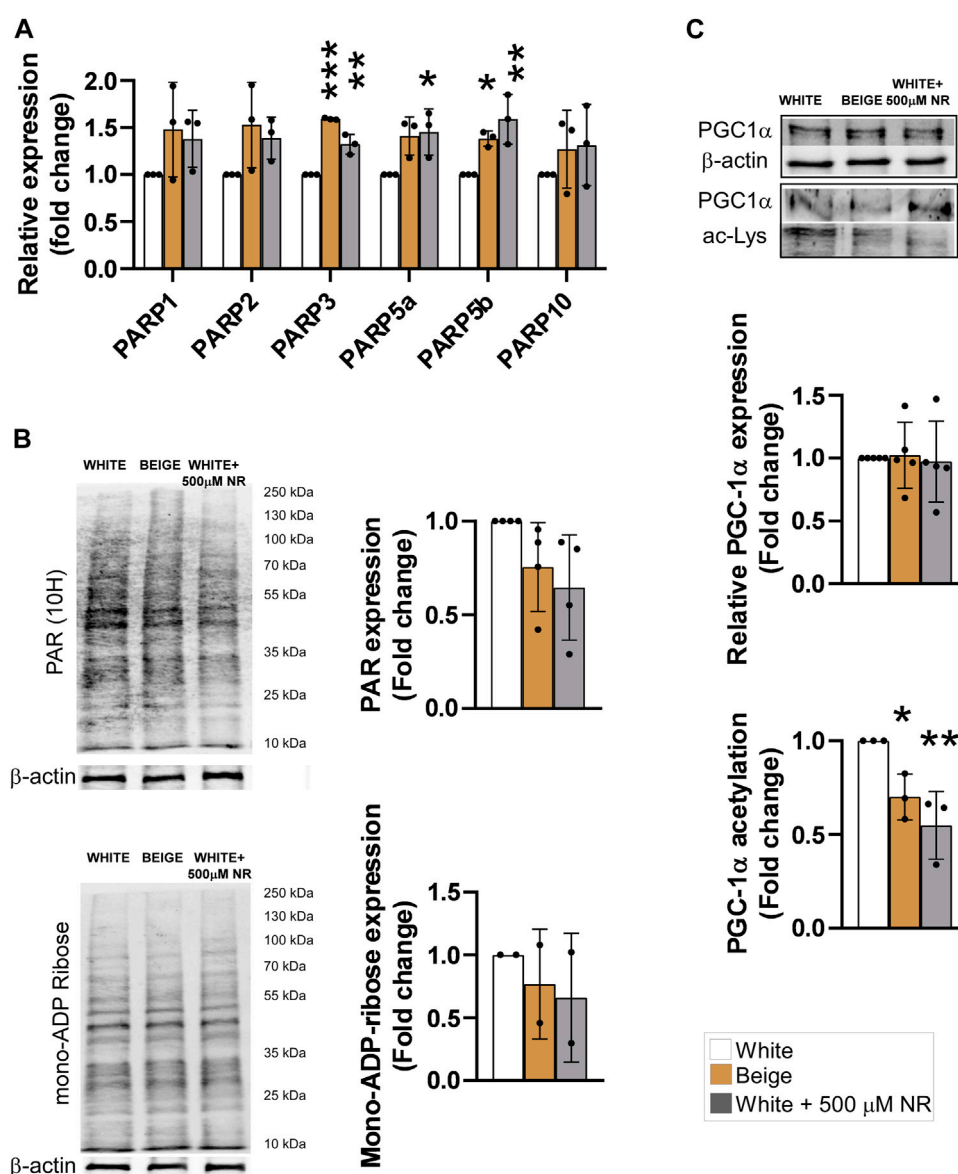 A
Relative expression
(fold change)
2.0
1.5
1.0
0.5
0.0
***
**
*
*
**
PARP1
PARP2
PARP3
PARP5a
PARP5b
PARP10
B
WHITE
BEIGE
WHITE+
500μM NR
PAR (10H)
250 kDa
130 kDa
100 kDa
70 kDa
55 kDa
35 kDa
25 kDa
10 kDa
β-actin
PAR expression
(Fold change)
1.0
0.5
0.0
WHITE
BEIGE
WHITE+
500μM NR
mono-ADP Ribose
250 kDa
130 kDa
100 kDa
70 kDa
55 kDa
35 kDa
25 kDa
10 kDa
β-actin
Mono-ADP-ribose expression
(Fold change)
1.5
1.0
0.5
0.0
C
WHITE
BEIGE
WHITE+
500μM NR
PGC1α
β-actin
PGC1α
ac-Lys
Relative PGC-1α expression
(Fold change)
1.5
1.0
0.5
0.0
PGC-1α acetylation
(Fold change)
1.0
0.5
0.0
*
**
White
Beige
White + 500 μM NR